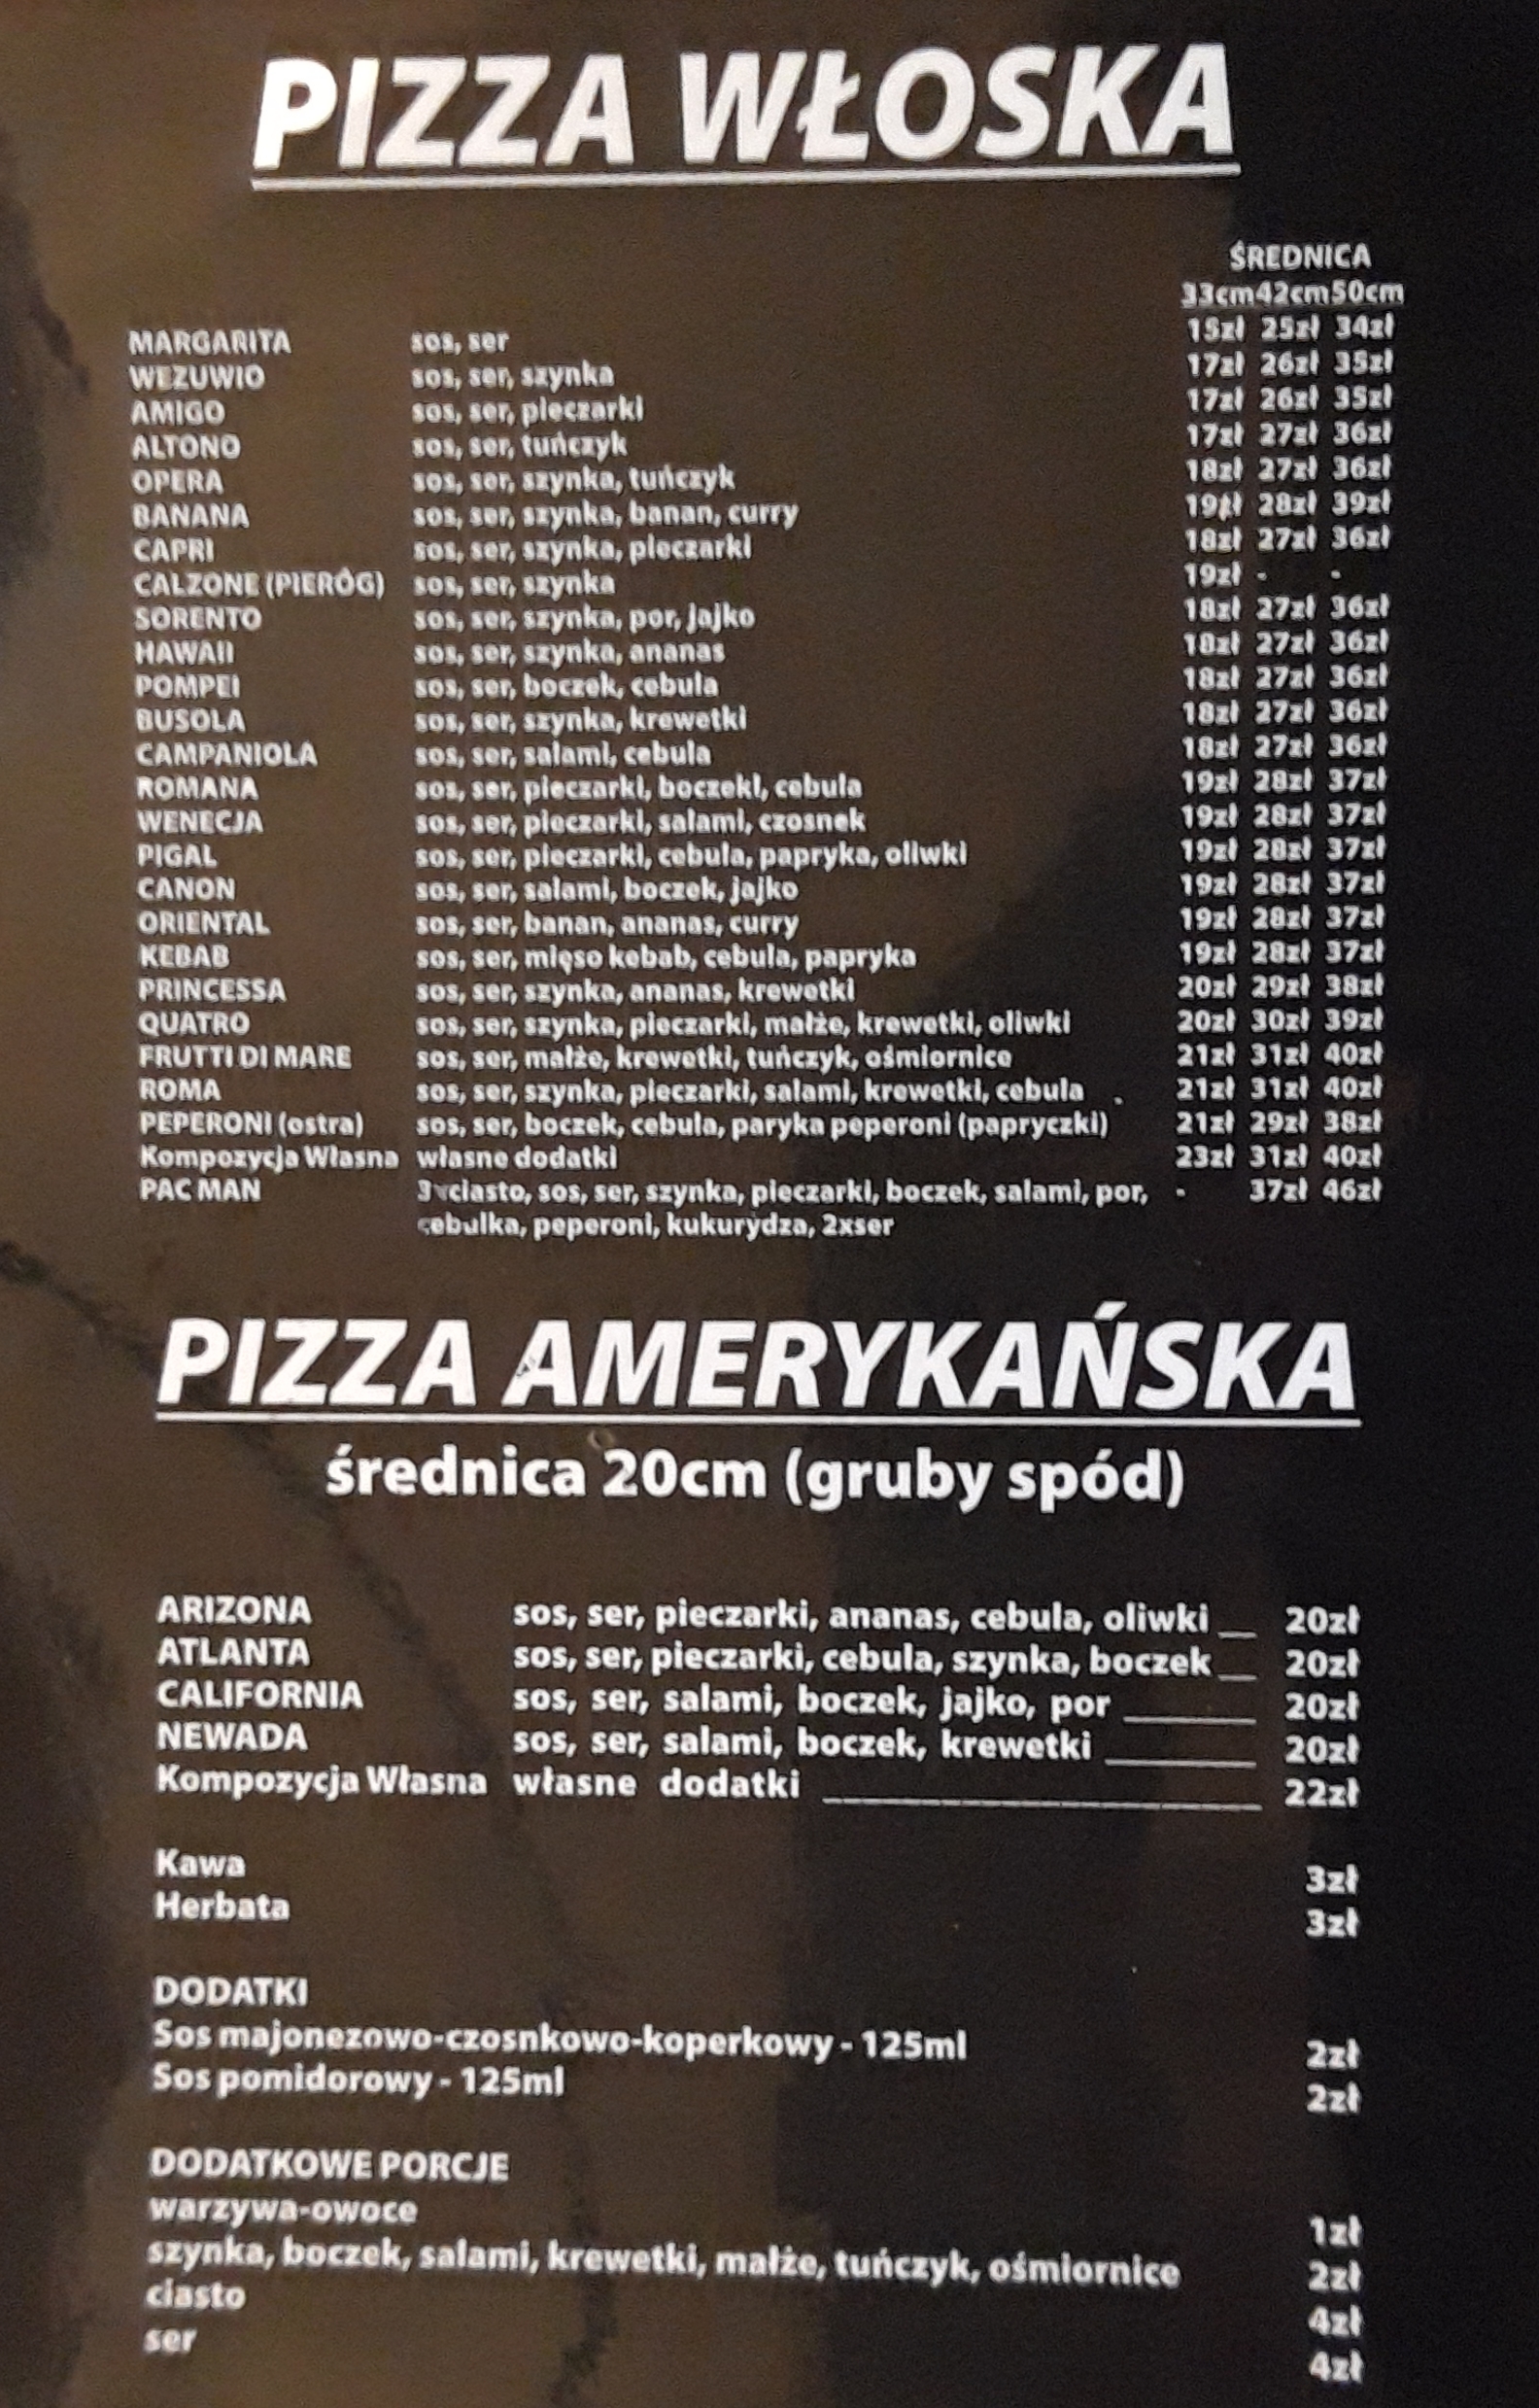 PIZZA WŁOSKA
ŚREDNICA
33cm 42cm 50cm
MARGARITA sos, ser 15zł 25zł 34zł
WEZUWIO sos, ser, szynka 17zł 26zł 35zł
AMIGO sos, ser, pieczarki 17zł 26zł 35zł
ALTONO sos, ser, tuńczyk 17zł 27zł 36zł
OPERA sos, ser, szynka, tuńczyk 18zł 27zł 36zł
BANANA sos, ser, szynka, banan, curry 19zł 28zł 39zł
CAPRI sos, ser, szynka, pieczarki 18zł 27zł 36zł
CALZONE (PIERÓG) sos, ser, szynka 19zł - -
SORENTO sos, ser, szynka, por, jajko 18zł 27zł 36zł
HAWAII sos, ser, szynka, ananas 18zł 27zł 36zł
POMPEI sos, ser, boczek, cebula 18zł 27zł 36zł
BUSOLA sos, ser, szynka, krewetki 18zł 27zł 36zł
CAMPANIOLA sos, ser, salami, cebula 18zł 27zł 36zł
ROMANA sos, ser, pieczarki, boczekl, cebula 19zł 28zł 37zł
WENECJA sos, ser, pieczarki, salami, czosnek 19zł 28zł 37zł
PIGAL sos, ser, pieczarki, cebula, papryka, oliwki 19zł 28zł 37zł
CANON sos, ser, salami, boczek, jajko 19zł 28zł 37zł
ORIENTAL sos, ser, banan, ananas, curry 19zł 28zł 37zł
KEBAB sos, ser, mięso kebab, cebula, papryka 19zł 28zł 37zł
PRINCESSA sos, ser, szynka, ananas, krewetki 20zł 29zł 38zł
QUATRO sos, ser, szynka, pieczarki, małże, krewetki, oliwki 20zł 30zł 39zł
FRUTTI DI MARE sos, ser, małże, krewetki, tuńczyk, ośmiornice 21zł 31zł 40zł
ROMA sos, ser, szynka, pieczarki, salami, krewetki, cebula 21zł 31zł 40zł
PEPERONI (ostra) sos, ser, boczek, cebula, paryka peperoni (papryczki) 21zł 29zł 38zł
Kompozycja Własna własne dodatki 23zł 31zł 40zł
PAC MAN 3xciasto, sos, ser, szynka, pieczarki, boczek, salami, por, - 37zł 46zł
cebulka, peperoni, kukurydza, 2xser
PIZZA AMERYKAŃSKA
średnica 20cm (gruby spód)
ARIZONA sos, ser, pieczarki, ananas, cebula, oliwki __ 20zł
ATLANTA sos, ser, pieczarki, cebula, szynka, boczek __ 20zł
CALIFORNIA sos, ser, salami, boczek, jajko, por ______ 20zł
NEWADA sos, ser, salami, boczek, krewetki ______ 20zł
Kompozycja Własna własne dodatki ______ 22zł
Kawa 3zł
Herbata 3zł
DODATKI
Sos majonezowo-czosnkowo-koperkowy - 125ml 2zł
Sos pomidorowy - 125ml 2zł
DODATKOWE PORCJE
warzywa-owoce 1zł
szynka, boczek, salami, krewetki, małże, tuńczyk, ośmiornice 2zł
ciasto 4zł
ser 4zł